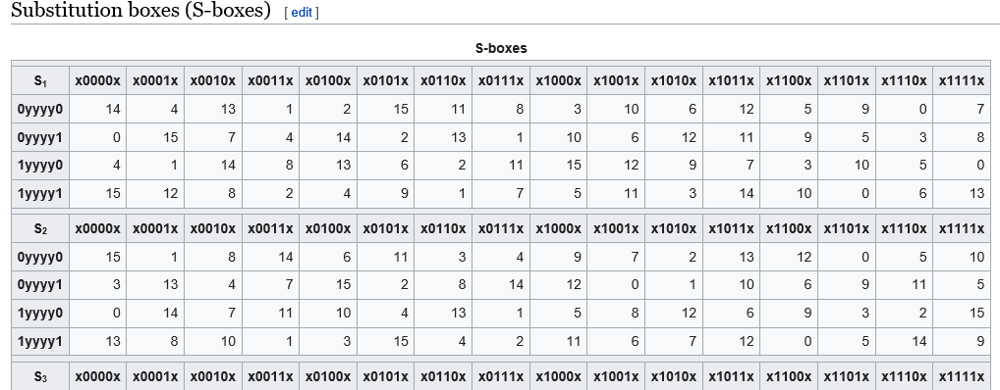 Substitution boxes (S-boxes) [ edit ]
S-boxes
S₁ x0000x x0001x x0010x x0011x x0100x x0101x x0110x x0111x x1000x x1001x x1010x x1011x x1100x x1101x x1110x x1111x
0yyyy0 14 4 13 1 2 15 11 8 3 10 6 12 5 9 0 7
0yyyy1 0 15 7 4 14 2 13 1 10 6 12 11 9 5 3 8
1yyyy0 4 1 14 8 13 6 2 11 15 12 9 7 3 10 5 0
1yyyy1 15 12 8 2 4 9 1 7 5 11 3 14 10 0 6 13
S₂ x0000x x0001x x0010x x0011x x0100x x0101x x0110x x0111x x1000x x1001x x1010x x1011x x1100x x1101x x1110x x1111x
0yyyy0 15 1 8 14 6 11 3 4 9 7 2 13 12 0 5 10
0yyyy1 3 13 4 7 15 2 8 14 12 0 1 10 6 9 11 5
1yyyy0 0 14 7 11 10 4 13 1 5 8 12 6 9 3 2 15
1yyyy1 13 8 10 1 3 15 4 2 11 6 7 12 0 5 14 9
S₃ x0000x x0001x x0010x x0011x x0100x x0101x x0110x x0111x x1000x x1001x x1010x x1011x x1100x x1101x x1110x x1111x